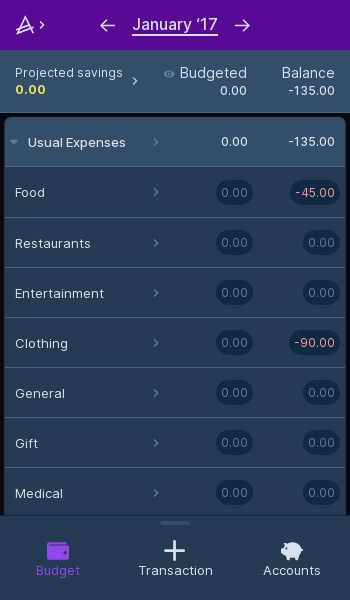 January ‘17
Projected savings
0.00
Budgeted
0.00
Balance
-135.00
Usual Expenses 0.00 -135.00
Food 0.00 -45.00
Restaurants 0.00 0.00
Entertainment 0.00 0.00
Clothing 0.00 -90.00
General 0.00 0.00
Gift 0.00 0.00
Medical 0.00 0.00
Budget Transaction Accounts